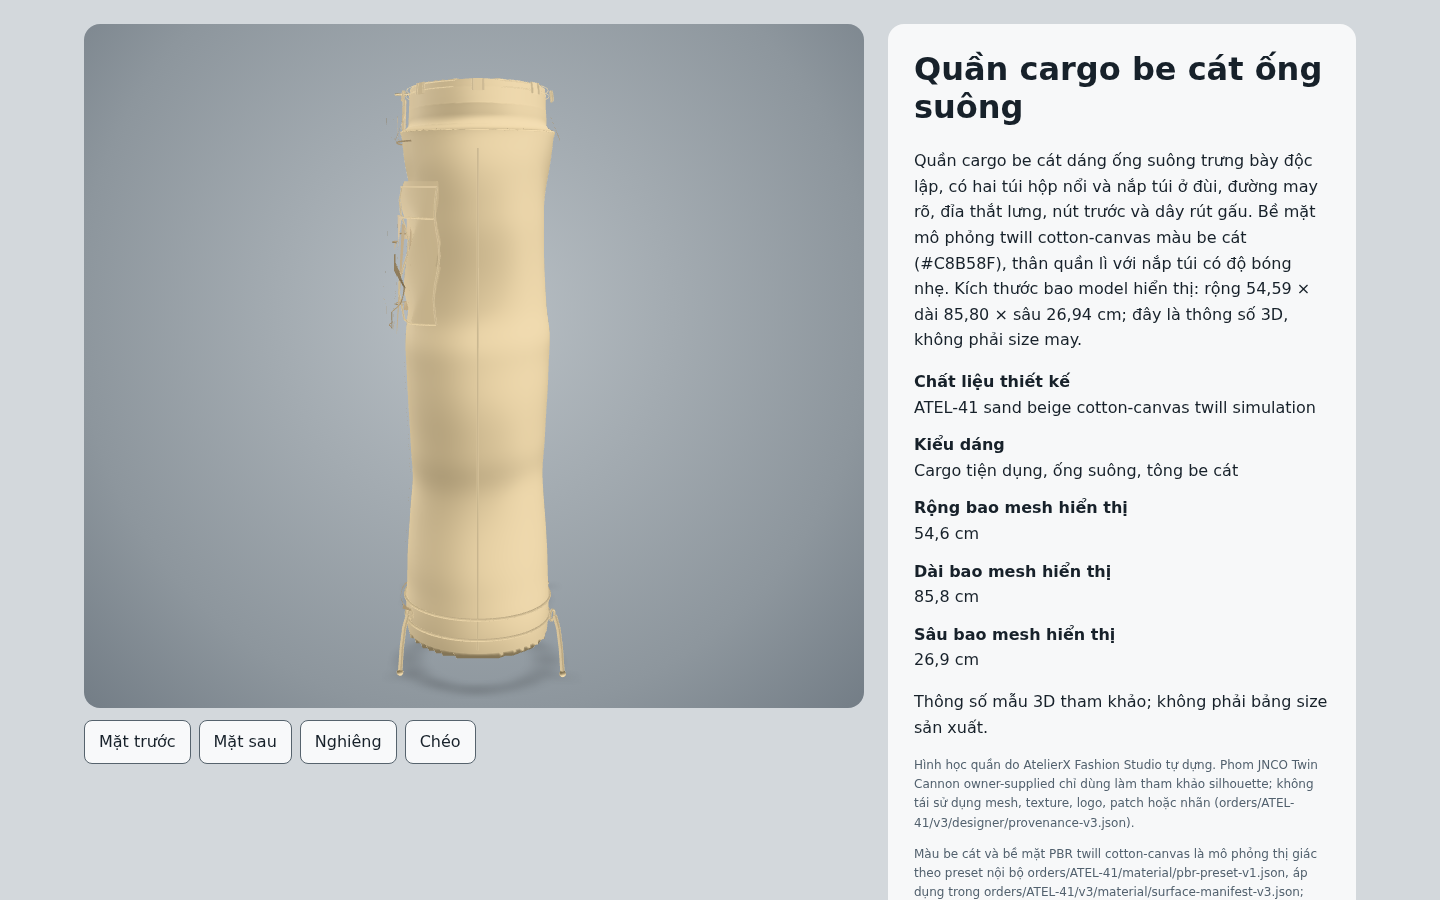 Quần cargo be cát ống
suông
Quần cargo be cát dáng ống suông trưng bày độc
lập, có hai túi hộp nổi và nắp túi ở đùi, đường may
rõ, đỉa thắt lưng, nút trước và dây rút gấu. Bề mặt
mô phỏng twill cotton-canvas màu be cát
(#C8B58F), thân quần lì với nắp túi có độ bóng
nhẹ. Kích thước bao model hiển thị: rộng 54,59 ×
dài 85,80 × sâu 26,94 cm; đây là thông số 3D,
không phải size may.
Chất liệu thiết kế
ATEL-41 sand beige cotton-canvas twill simulation
Kiểu dáng
Cargo tiện dụng, ống suông, tông be cát
Rộng bao mesh hiển thị
54,6 cm
Dài bao mesh hiển thị
85,8 cm
Sâu bao mesh hiển thị
26,9 cm
Thông số mẫu 3D tham khảo; không phải bảng size
sản xuất.
Hình học quần do AtelierX Fashion Studio tự dựng. Phom JNCO Twin
Cannon owner-supplied chỉ dùng làm tham khảo silhouette; không
tái sử dụng mesh, texture, logo, patch hoặc nhãn (orders/ATEL-
41/v3/designer/provenance-v3.json).
Màu be cát và bề mặt PBR twill cotton-canvas là mô phỏng thị giác
theo preset nội bộ orders/ATEL-41/material/pbr-preset-v1.json, áp
dụng trong orders/ATEL-41/v3/material/surface-manifest-v3.json;
Mặt trước
Mặt sau
Nghiêng
Chéo